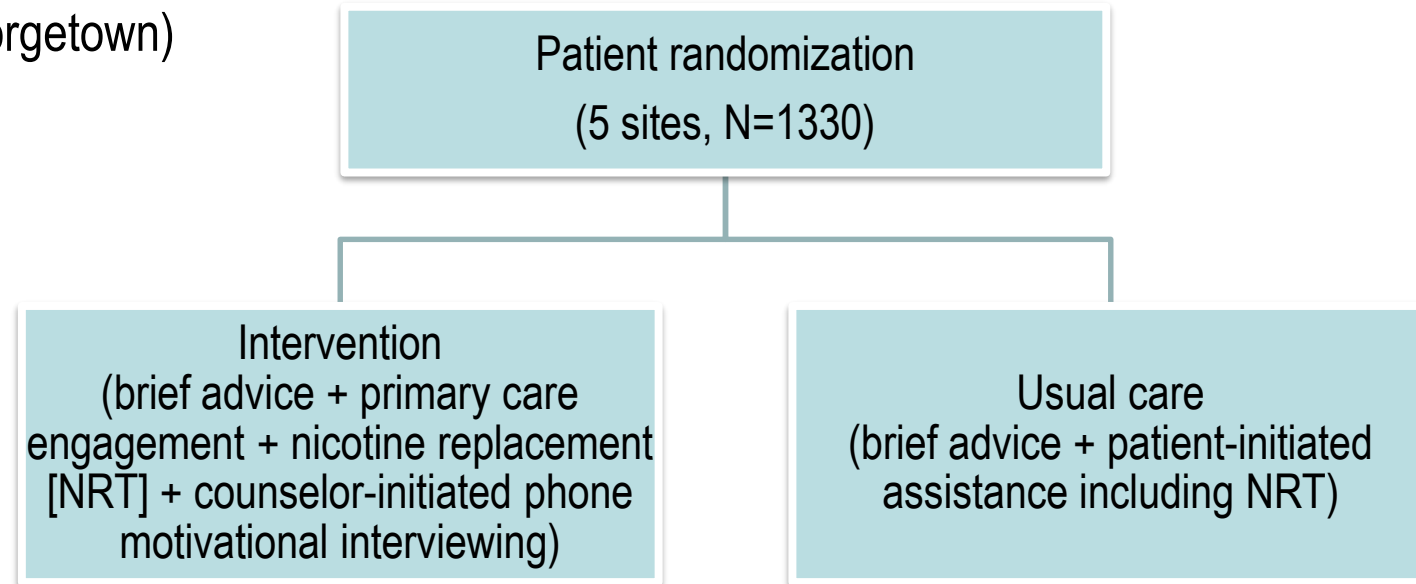 orgetown)
Patient randomization
(5 sites, N=1330)
Intervention
(brief advice + primary care
engagement + nicotine replacement
[NRT] + counselor-initiated phone
motivational interviewing)
Usual care
(brief advice + patient-initiated
assistance including NRT)